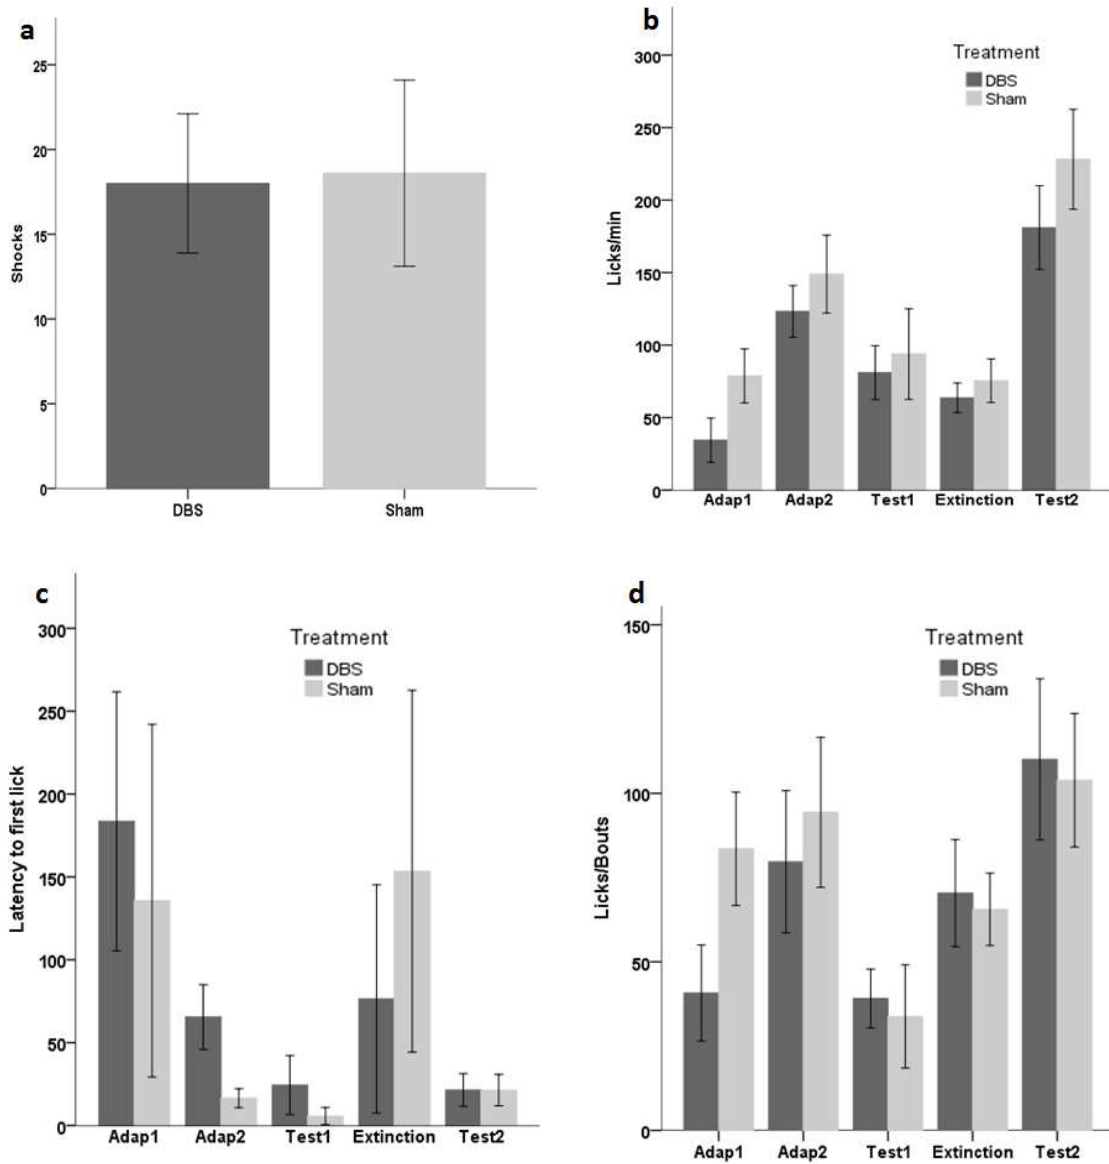 a
Shocks
25
20
15
10
5
0
DBS
Sham
b
Treatment
DBS
Sham
Licks/min
300
250
200
150
100
50
0
Adap1 Adap2 Test1 Extinction Test2
c
Treatment
DBS
Sham
Latency to first lick
300
250
200
150
100
50
0
Adap1 Adap2 Test1 Extinction Test2
d
Treatment
DBS
Sham
Licks/Bouts
150
100
50
0
Adap1 Adap2 Test1 Extinction Test2